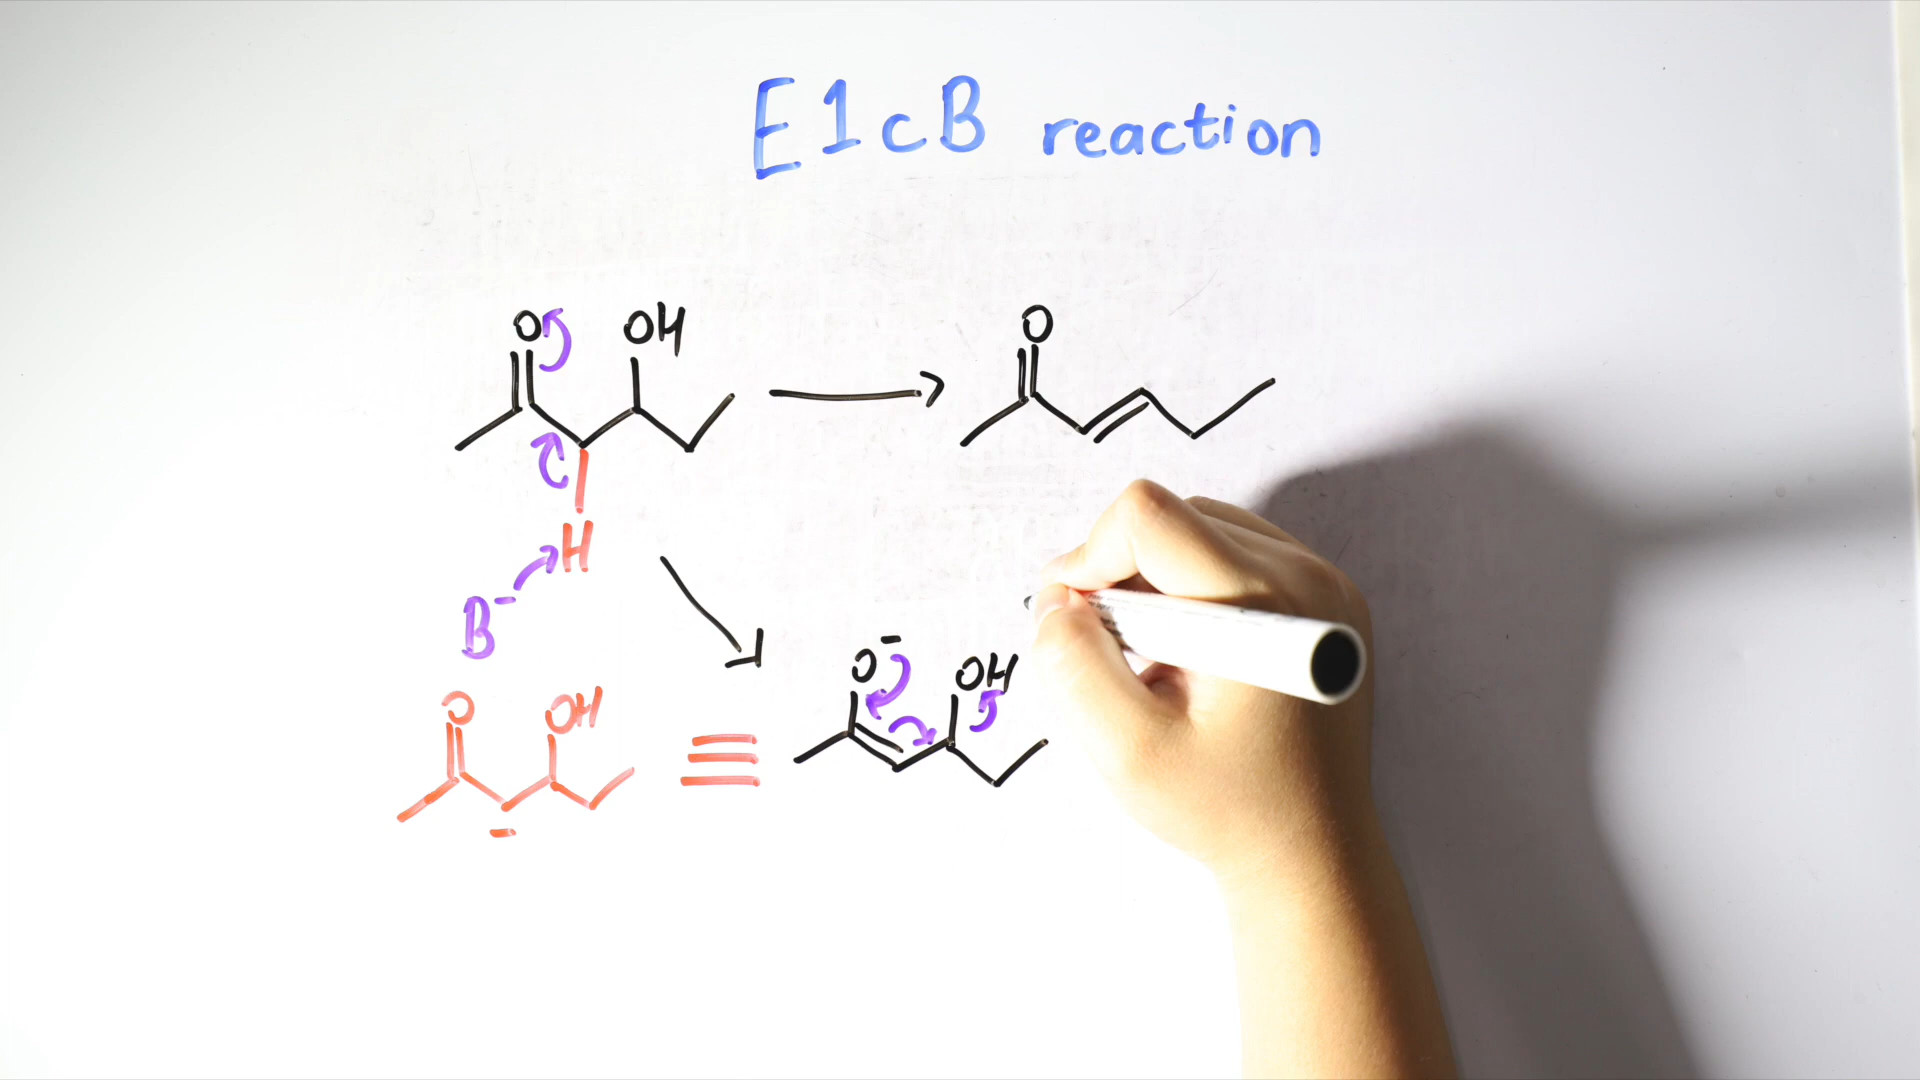 E1cB reaction
O OH
O
H
B⁻
O⁻ OH
O OH